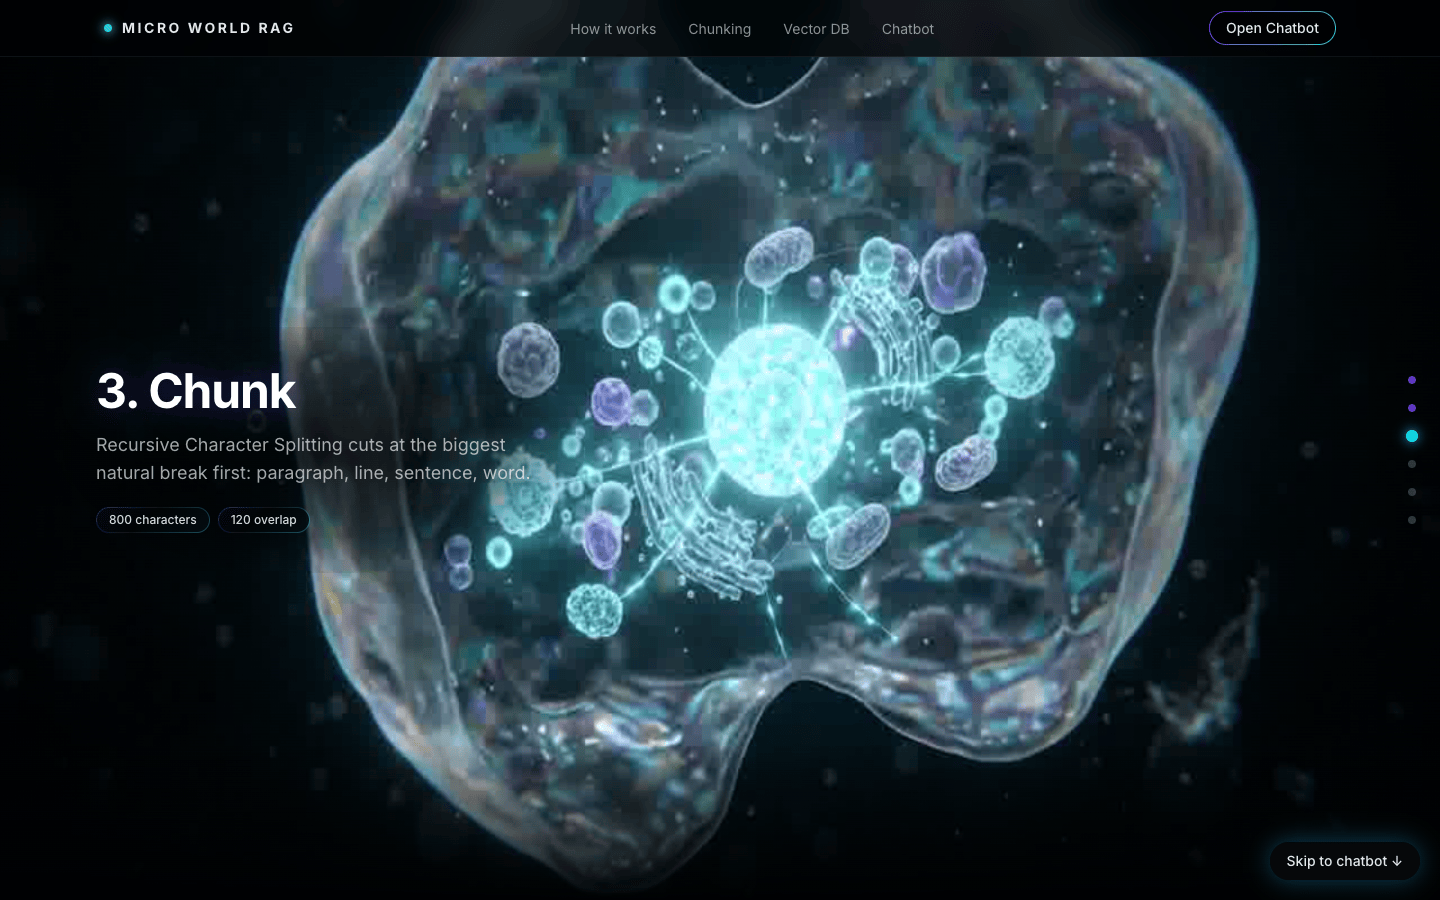 MICRO WORLD RAG
How it works
Chunking
Vector DB
Chatbot
Open Chatbot
3. Chunk
Recursive Character Splitting cuts at the biggest
natural break first: paragraph, line, sentence, word.
800 characters
120 overlap
Skip to chatbot ↓